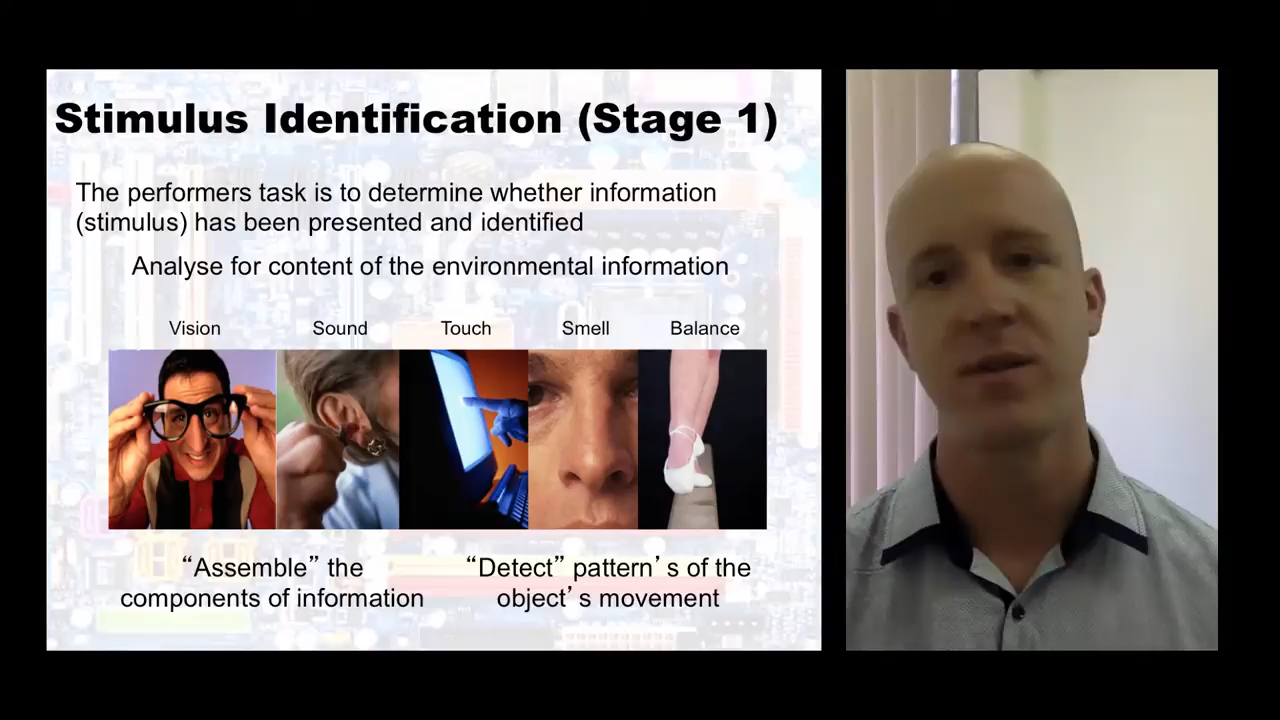 Stimulus Identification (Stage 1)
The performers task is to determine whether information
(stimulus) has been presented and identified
Analyse for content of the environmental information
Vision Sound Touch Smell Balance
“Assemble” the
components of information
“Detect” pattern’s of the
object’s movement